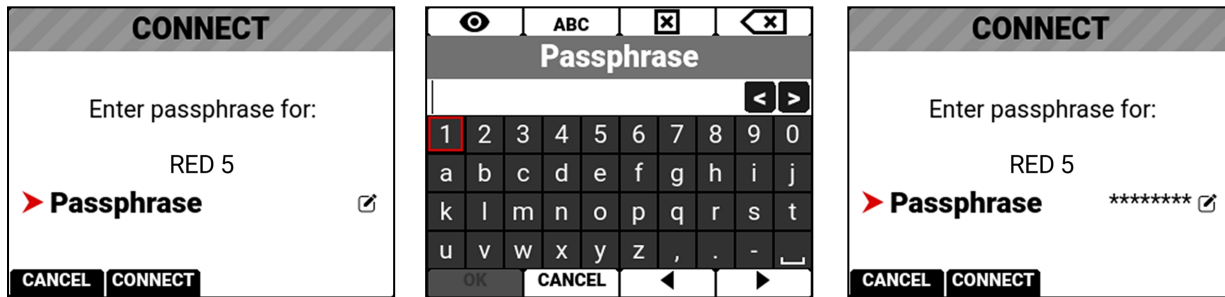 CONNECT
Enter passphrase for:
RED 5
Passphrase
CANCEL CONNECT
ABC
Passphrase
< >
1 2 3 4 5 6 7 8 9 0
a b c d e f g h i j
k l m n o p q r s t
u v w x y z , . -
OK CANCEL
CONNECT
Enter passphrase for:
RED 5
Passphrase ********
CANCEL CONNECT